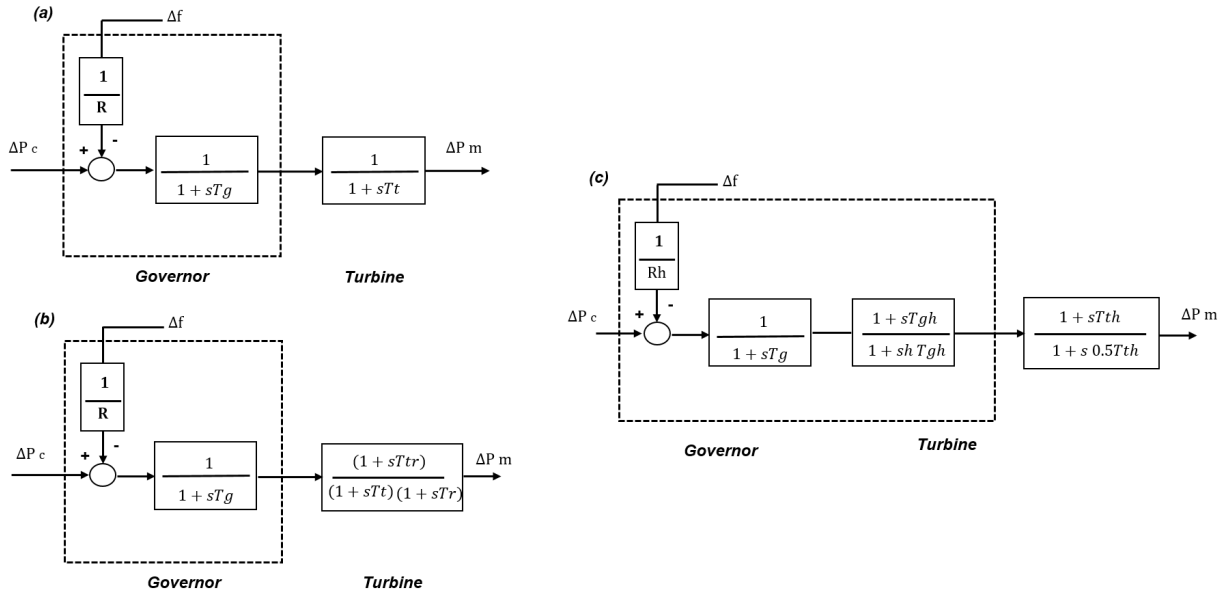 (a)
Δf
1
R
ΔP c
+
-
1
1 + sTg
1
1 + sTt
ΔP m
Governor
Turbine
(b)
Δf
1
R
ΔP c
+
-
1
1 + sTg
(1 + sTtr)
(1 + sTt) (1 + sTr)
ΔP m
Governor
Turbine
(c)
Δf
1
Rh
ΔP c
+
-
1
1 + sTg
1 + sTgh
1 + sh Tgh
1 + sTth
1 + s 0.5Tth
ΔP m
Governor
Turbine